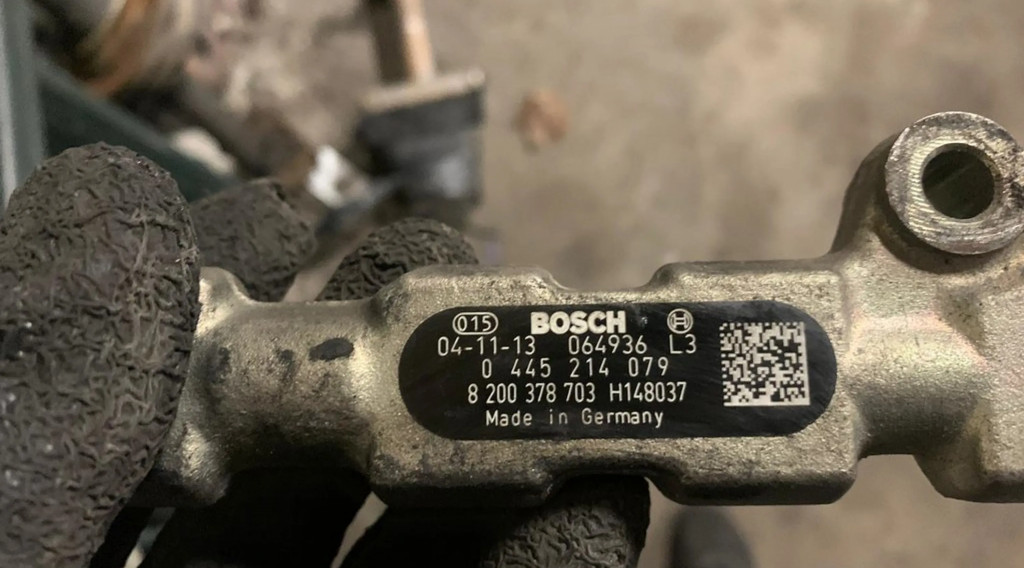 015 BOSCH
04-11-13 064936 L3
0 445 214 079
8 200 378 703 H148037
Made in Germany